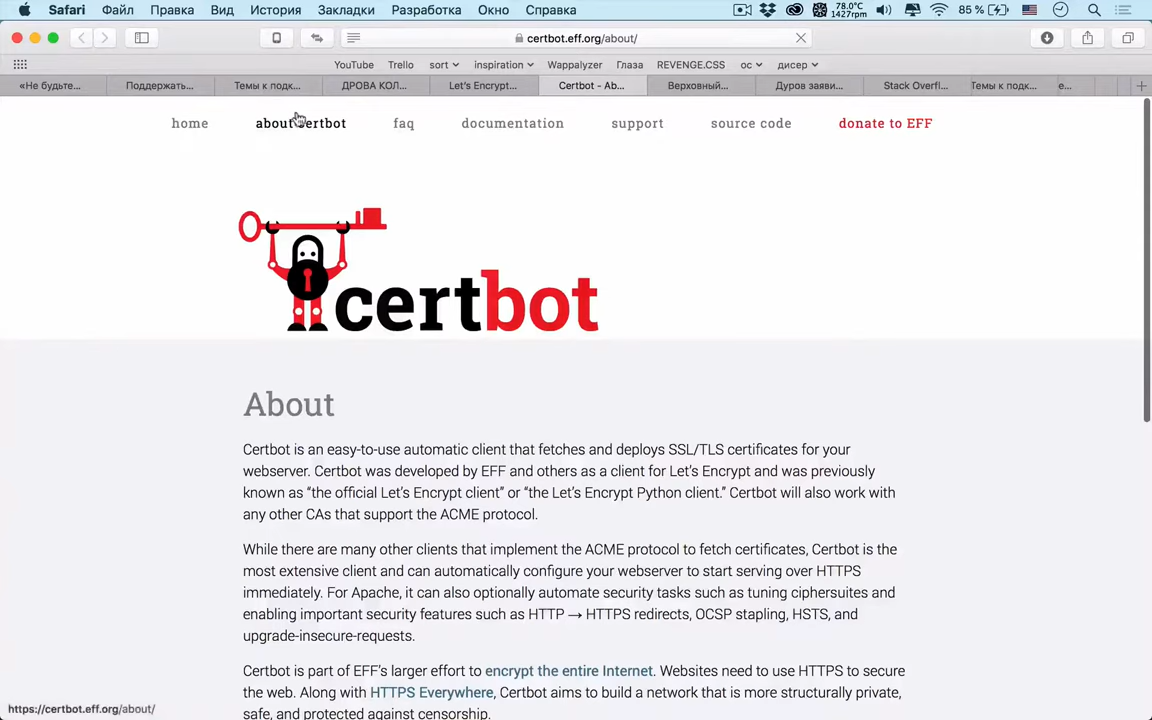 Safari Файл Правка Вид История Закладки Разработка Окно Справка 78.0°C 1427rpm 85 %
certbot.eff.org/about/
YouTube Trello sort inspiration Wappalyzer Глаза REVENGE.CSS ос дисер
«Не будьте... Поддержать... Темы к подк... ДРОВА КОЛ... Let's Encrypt... Certbot - Ab... Верховный... Дуров заяви... Stack Overfl... Темы к подк... е...
home about certbot faq documentation support source code donate to EFF
certbot
About
Certbot is an easy-to-use automatic client that fetches and deploys SSL/TLS certificates for your
webserver. Certbot was developed by EFF and others as a client for Let’s Encrypt and was previously
known as “the official Let’s Encrypt client” or “the Let’s Encrypt Python client.” Certbot will also work with
any other CAs that support the ACME protocol.
While there are many other clients that implement the ACME protocol to fetch certificates, Certbot is the
most extensive client and can automatically configure your webserver to start serving over HTTPS
immediately. For Apache, it can also optionally automate security tasks such as tuning ciphersuites and
enabling important security features such as HTTP → HTTPS redirects, OCSP stapling, HSTS, and
upgrade-insecure-requests.
Certbot is part of EFF’s larger effort to encrypt the entire Internet. Websites need to use HTTPS to secure
the web. Along with HTTPS Everywhere, Certbot aims to build a network that is more structurally private,
safe, and protected against censorship.
https://certbot.eff.org/about/